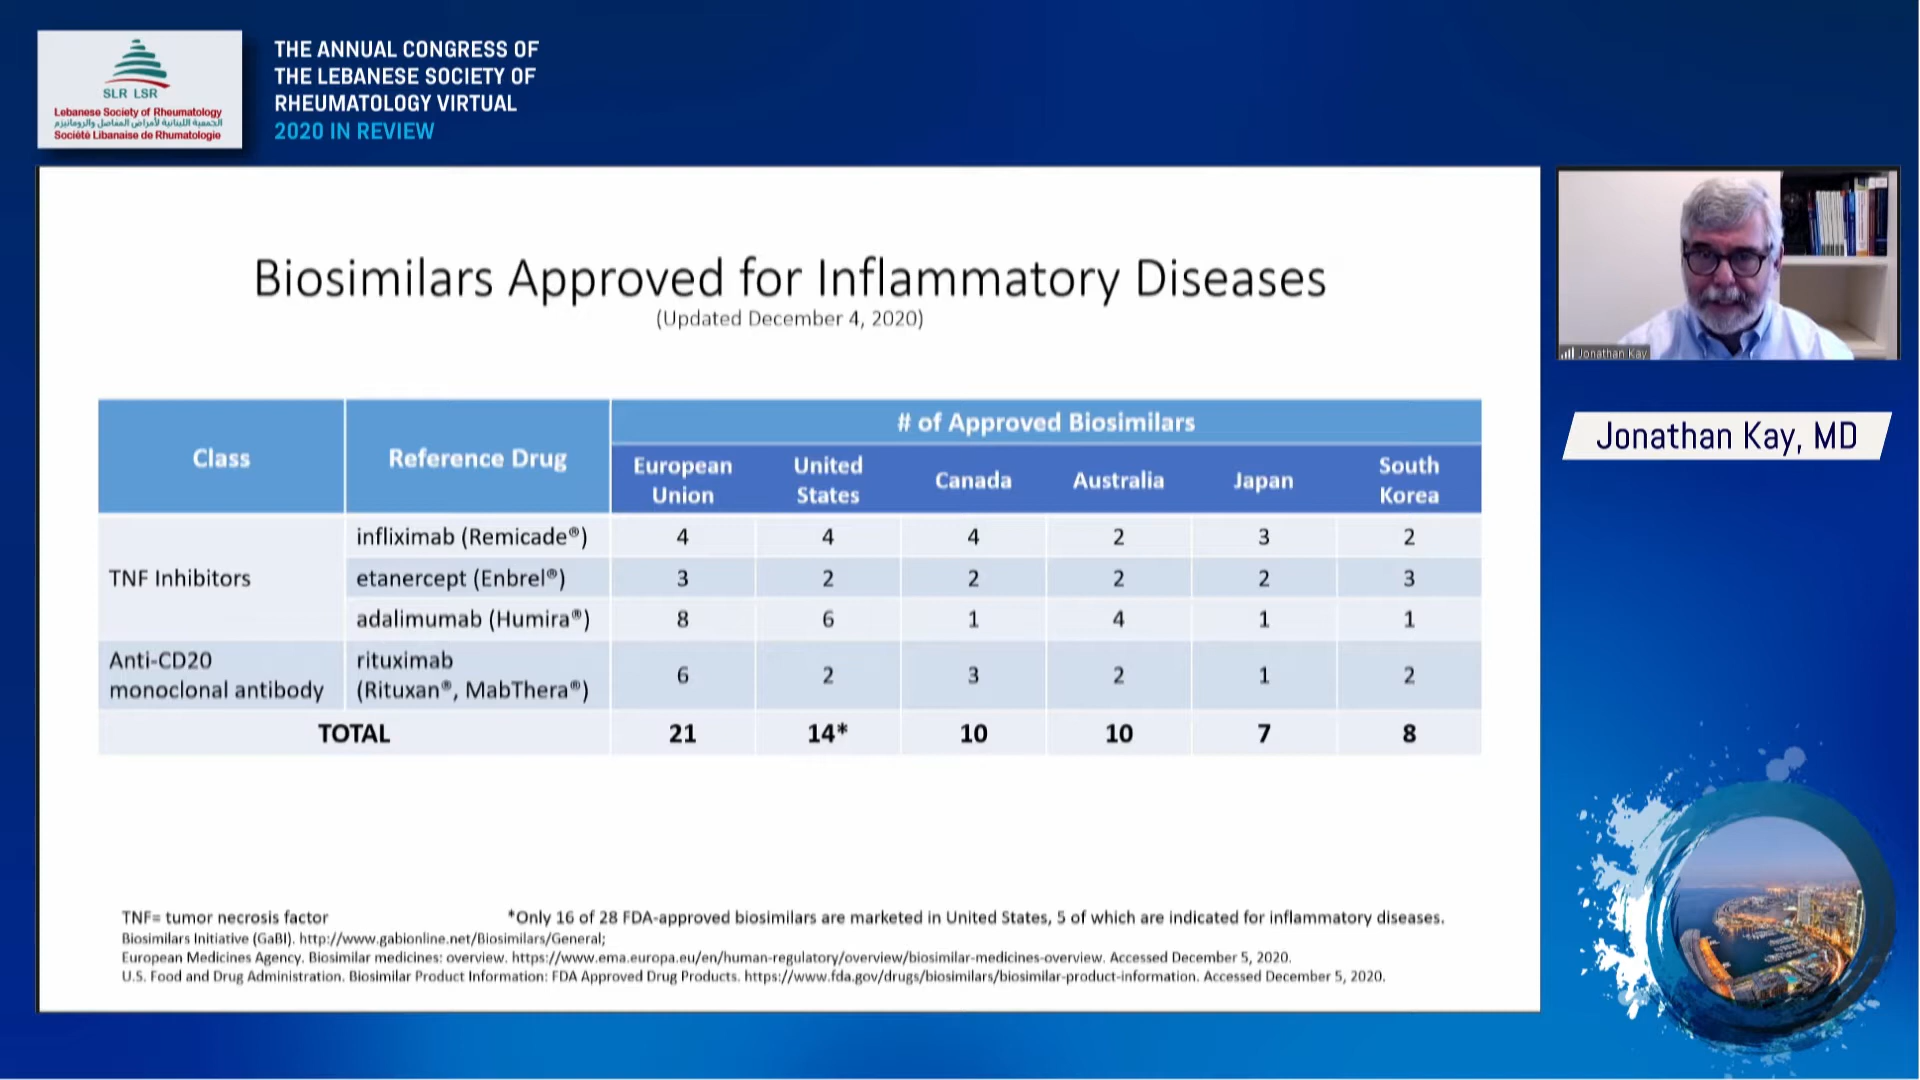 SLR LSR
Lebanese Society of Rheumatology
الجمعية اللبنانية لأمراض المفاصل والروماتيزم
Société Libanaise de Rhumatologie
THE ANNUAL CONGRESS OF
THE LEBANESE SOCIETY OF
RHEUMATOLOGY VIRTUAL
2020 IN REVIEW
Biosimilars Approved for Inflammatory Diseases
(Updated December 4, 2020)
Class Reference Drug # of Approved Biosimilars
European Union United States Canada Australia Japan South Korea
TNF Inhibitors
infliximab (Remicade®) 4 4 4 2 3 2
etanercept (Enbrel®) 3 2 2 2 2 3
adalimumab (Humira®) 8 6 1 4 1 1
Anti-CD20 monoclonal antibody rituximab (Rituxan®, MabThera®) 6 2 3 2 1 2
TOTAL 21 14* 10 10 7 8
TNF= tumor necrosis factor *Only 16 of 28 FDA-approved biosimilars are marketed in United States, 5 of which are indicated for inflammatory diseases.
Biosimilars Initiative (GaBI). http://www.gabionline.net/Biosimilars/General;
European Medicines Agency. Biosimilar medicines: overview. https://www.ema.europa.eu/en/human-regulatory/overview/biosimilar-medicines-overview. Accessed December 5, 2020.
U.S. Food and Drug Administration. Biosimilar Product Information: FDA Approved Drug Products. https://www.fda.gov/drugs/biosimilars/biosimilar-product-information. Accessed December 5, 2020.
Jonathan Kay
Jonathan Kay, MD